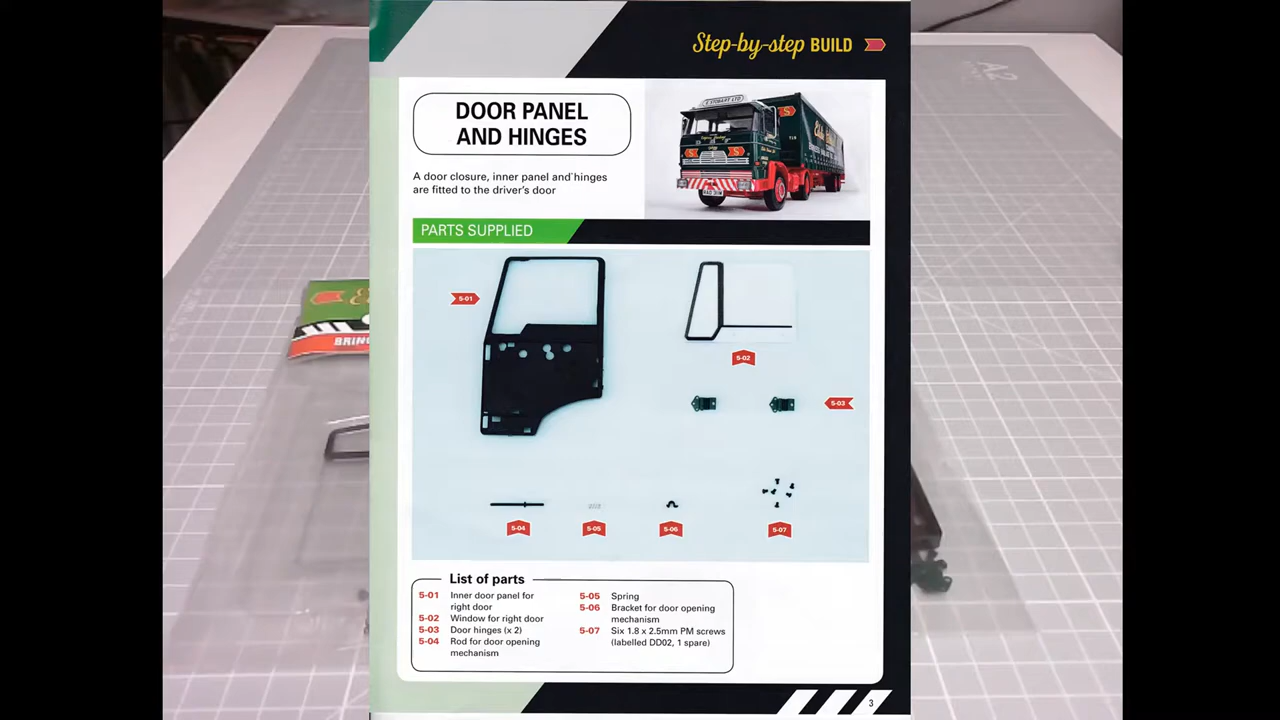 Step-by-step BUILD
DOOR PANEL
AND HINGES
A door closure, inner panel and hinges
are fitted to the driver's door
E STOBART LTD
PARTS SUPPLIED
5-01
5-02
5-03
5-04
5-05
5-06
5-07
List of parts
5-01 Inner door panel for
right door
5-02 Window for right door
5-03 Door hinges (x 2)
5-04 Rod for door opening
mechanism
5-05 Spring
5-06 Bracket for door opening
mechanism
5-07 Six 1.8 x 2.5mm PM screws
(labelled DD02, 1 spare)
3
A2
BRIN